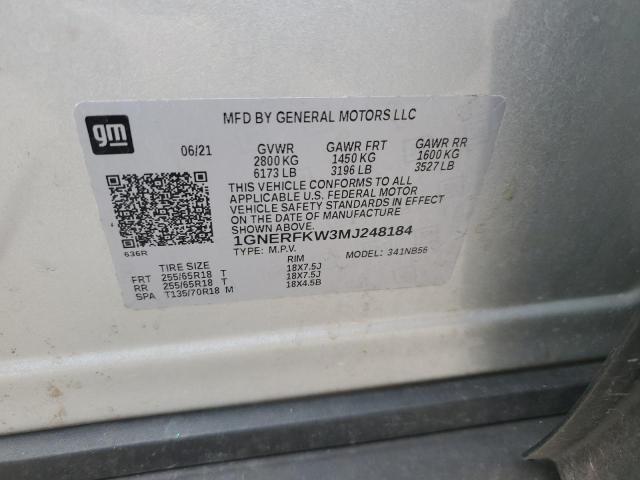 gm
MFD BY GENERAL MOTORS LLC
06/21 GVWR GAWR FRT GAWR RR
2800 KG 1450 KG 1600 KG
6173 LB 3196 LB 3527 LB
THIS VEHICLE CONFORMS TO ALL
APPLICABLE U.S. FEDERAL MOTOR
VEHICLE SAFETY STANDARDS IN EFFECT
ON THE DATE OF MANUFACTURE
SHOWN ABOVE.
1GNERFKW3MJ248184
636R
TYPE: M.P.V. MODEL: 341NB56
TIRE SIZE RIM
FRT 255/65R18 T 18X7.5J
RR 255/65R18 T 18X7.5J
SPA T135/70R18 M 18X4.5B